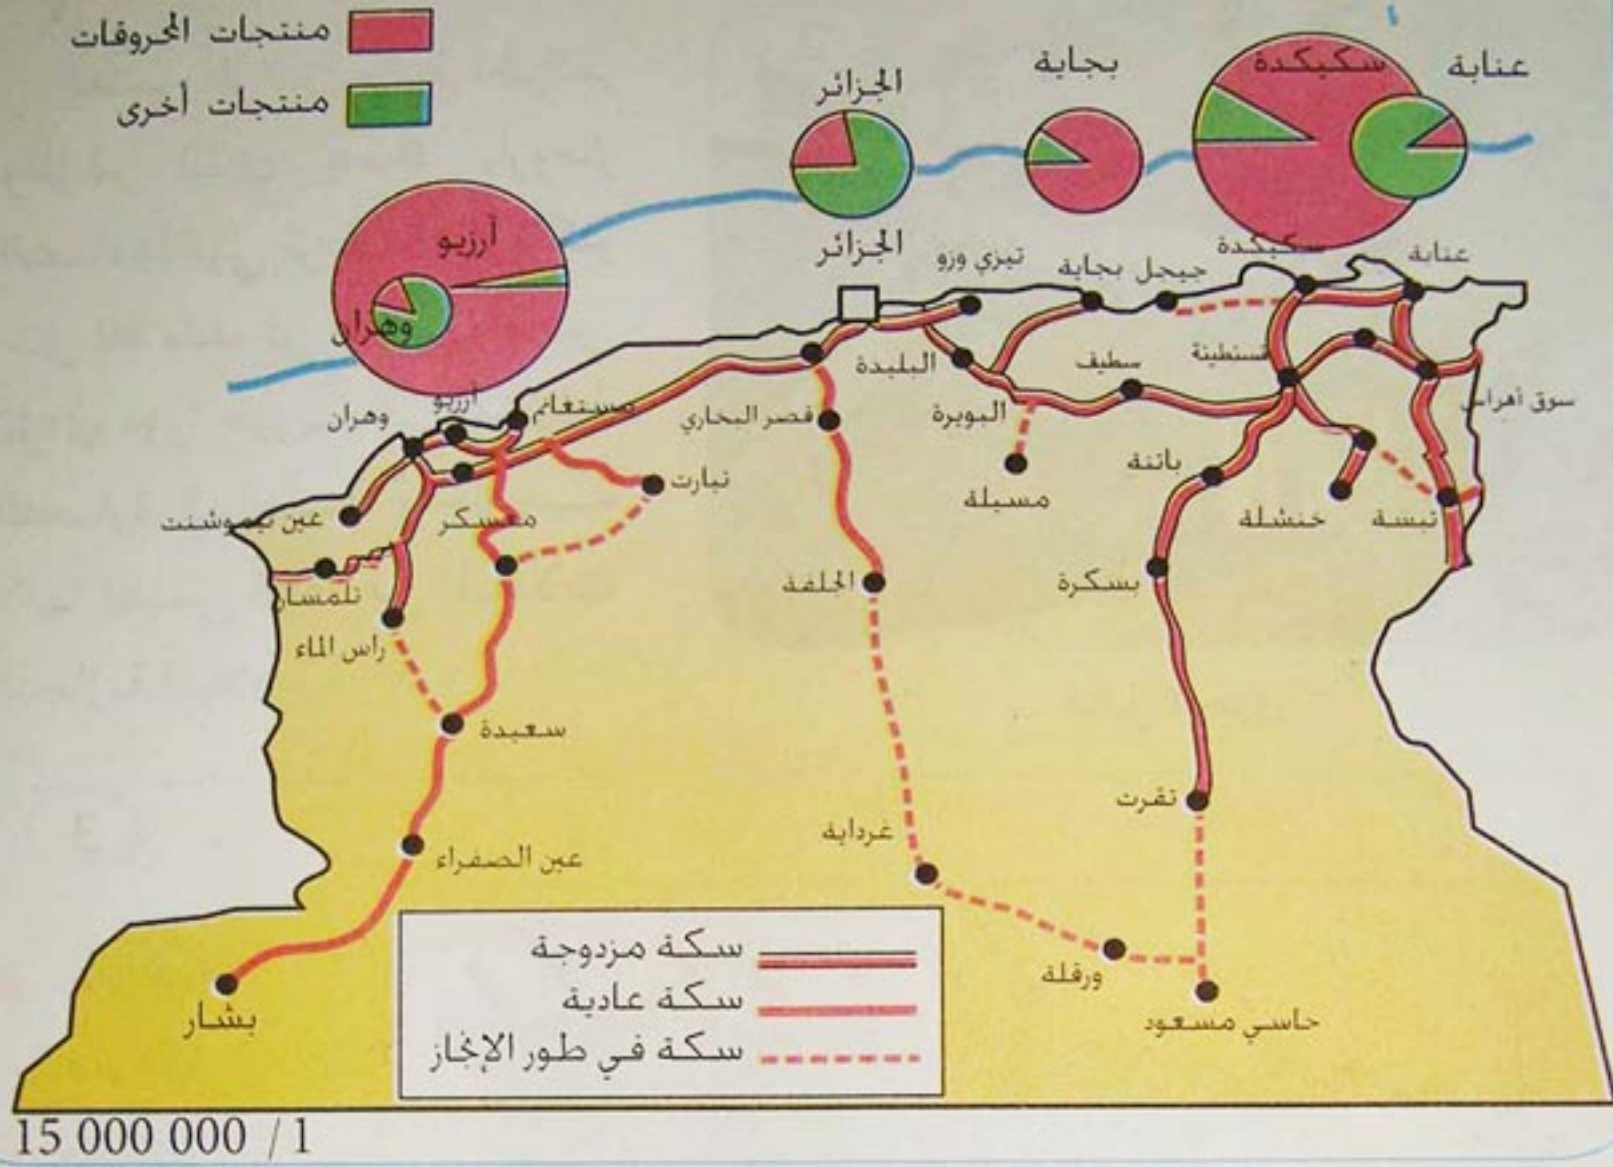 منتجات المحروقات
منتجات أخرى
عنابة
سكيكدة
بجاية
الجزائر
أرزيو
وهران
الجزائر
تيزي وزو
بجاية
جيجل
سكيكدة
عنابة
وهران
أرزيو
مستغانم
البليدة
سطيف
قسنطينة
سوق أهراس
قصر البخاري
البويرة
باتنة
مسيلة
خنشلة
تبسة
تيارت
عين تيموشنت
معسكر
تلمسان
راس الماء
الجلفة
بسكرة
سعيدة
تقرت
غرداية
عين الصفراء
ورقلة
حاسي مسعود
بشار
سكة مزدوجة
سكة عادية
سكة في طور الإنجاز
15 000 000 / 1